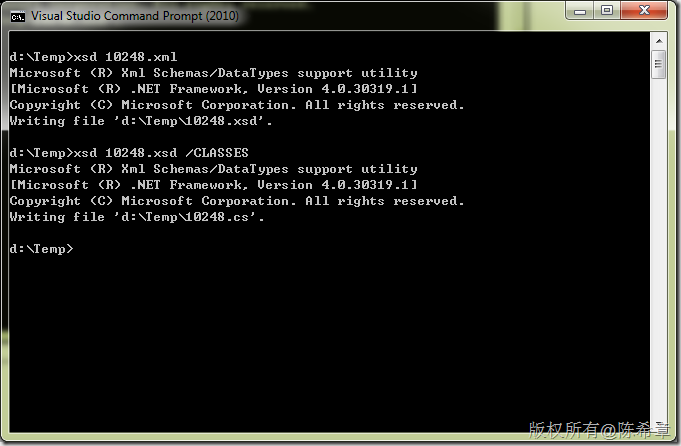 Visual Studio Command Prompt (2010)
d:\Temp>xsd 10248.xml
Microsoft (R) Xml Schemas/DataTypes support utility
[Microsoft (R) .NET Framework, Version 4.0.30319.1]
Copyright (C) Microsoft Corporation. All rights reserved.
Writing file 'd:\Temp\10248.xsd'.
d:\Temp>xsd 10248.xsd /CLASSES
Microsoft (R) Xml Schemas/DataTypes support utility
[Microsoft (R) .NET Framework, Version 4.0.30319.1]
Copyright (C) Microsoft Corporation. All rights reserved.
Writing file 'd:\Temp\10248.cs'.
d:\Temp>
版权所有@陈希章